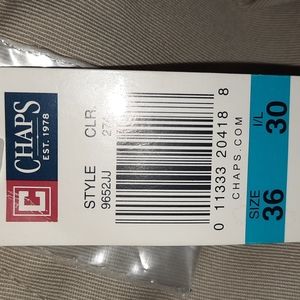 CHAPS
EST. 1978
STYLE CLR.
9652JJ
0 11333 20418 8
CHAPS.COM
SIZE I/L
36 30